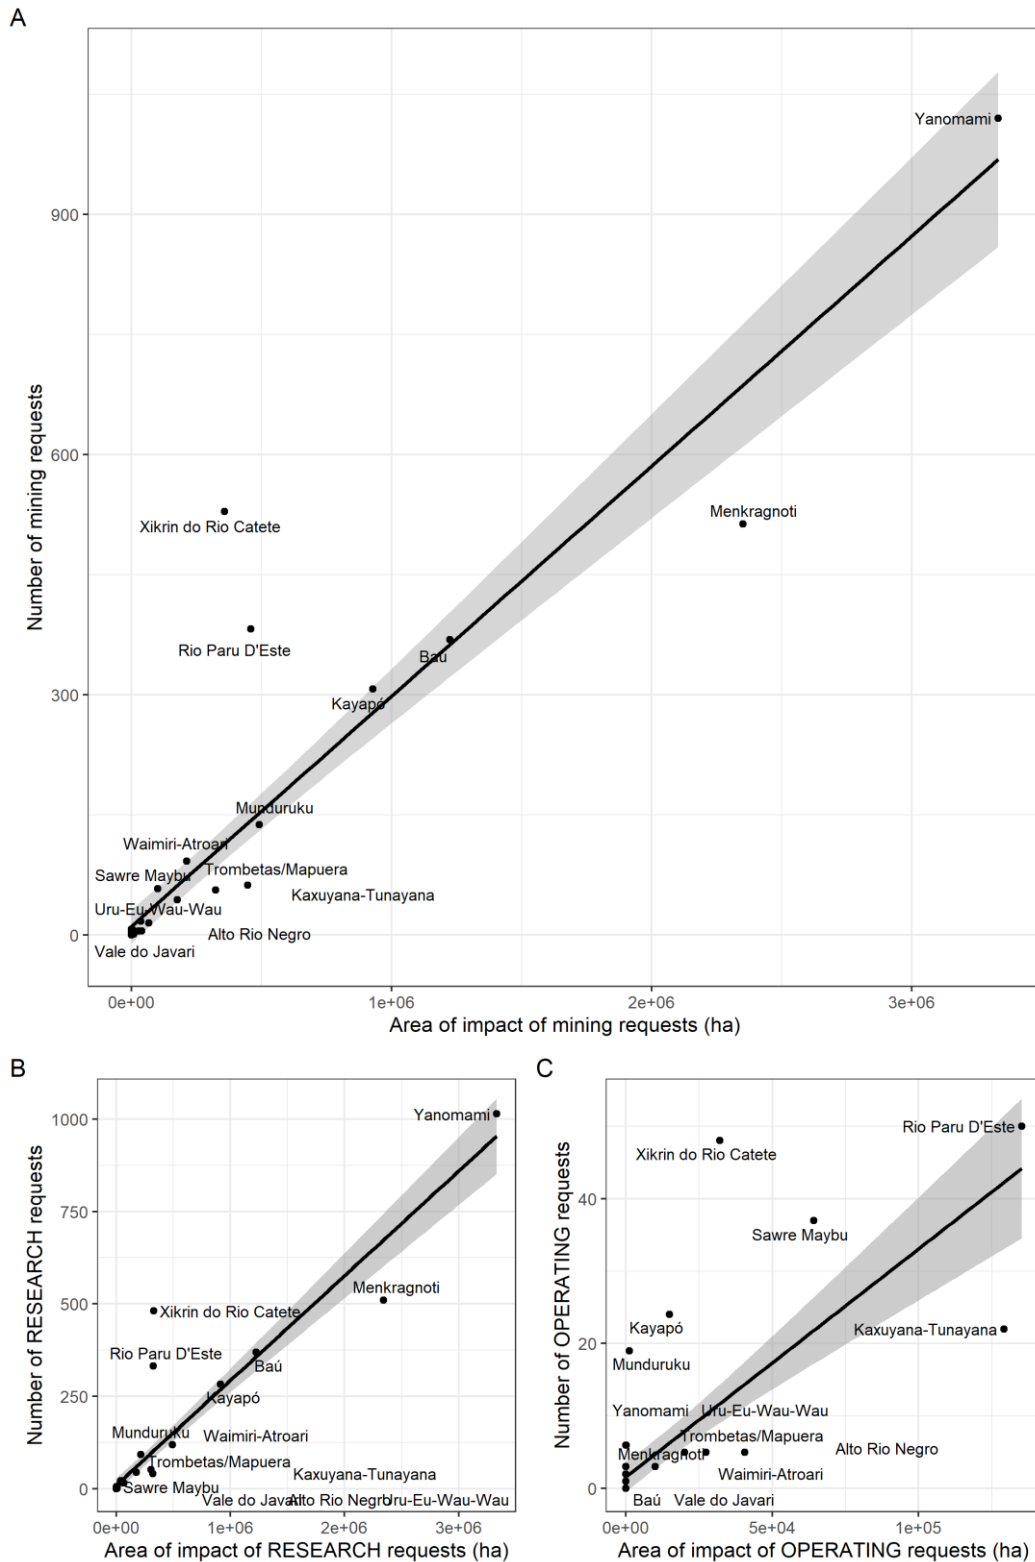 A
Number of mining requests
900
600
300
0
Yanomami
Xikrin do Rio Catete
Menkragnoti
Rio Paru D'Este
Baú
Kayapó
Munduruku
Waimiri-Atroari
Sawre Maybu
Trombetas/Mapuera
Kaxuyana-Tunayana
Uru-Eu-Wau-Wau
Alto Rio Negro
Vale do Javari
0e+00 1e+06 2e+06 3e+06
Area of impact of mining requests (ha)
B
Number of RESEARCH requests
1000
750
500
250
0
Yanomami
Menkragnoti
Xikrin do Rio Catete
Rio Paru D'Este
Baú
Kayapó
Munduruku
Waimiri-Atroari
Trombetas/Mapuera
Kaxuyana-Tunayana
Sawre Maybu
Vale do Javari
Alto Rio Negro
Uru-Eu-Wau-Wau
0e+00 1e+06 2e+06 3e+06
Area of impact of RESEARCH requests (ha)
C
Number of OPERATING requests
40
20
0
Rio Paru D'Este
Xikrin do Rio Catete
Sawre Maybu
Kayapó
Kaxuyana-Tunayana
Munduruku
Yanomami
Uru-Eu-Wau-Wau
Trombetas/Mapuera
Menkragnoti
Alto Rio Negro
Waimiri-Atroari
Baú
Vale do Javari
0e+00 5e+04 1e+05
Area of impact of OPERATING requests (ha)